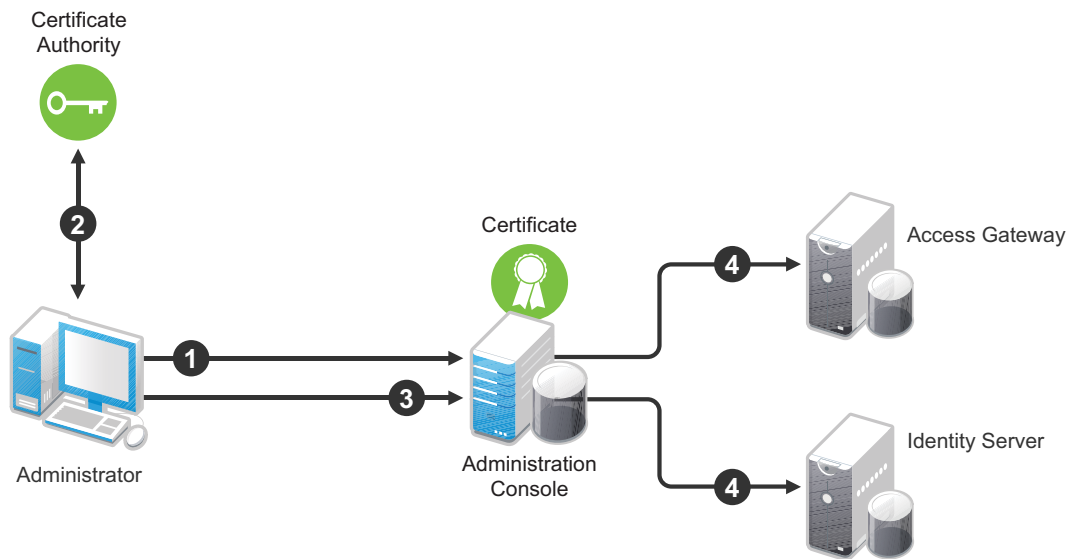 Certificate
Authority
2
Certificate
4
Access Gateway
1
3
Administrator
Administration
Console
4
Identity Server